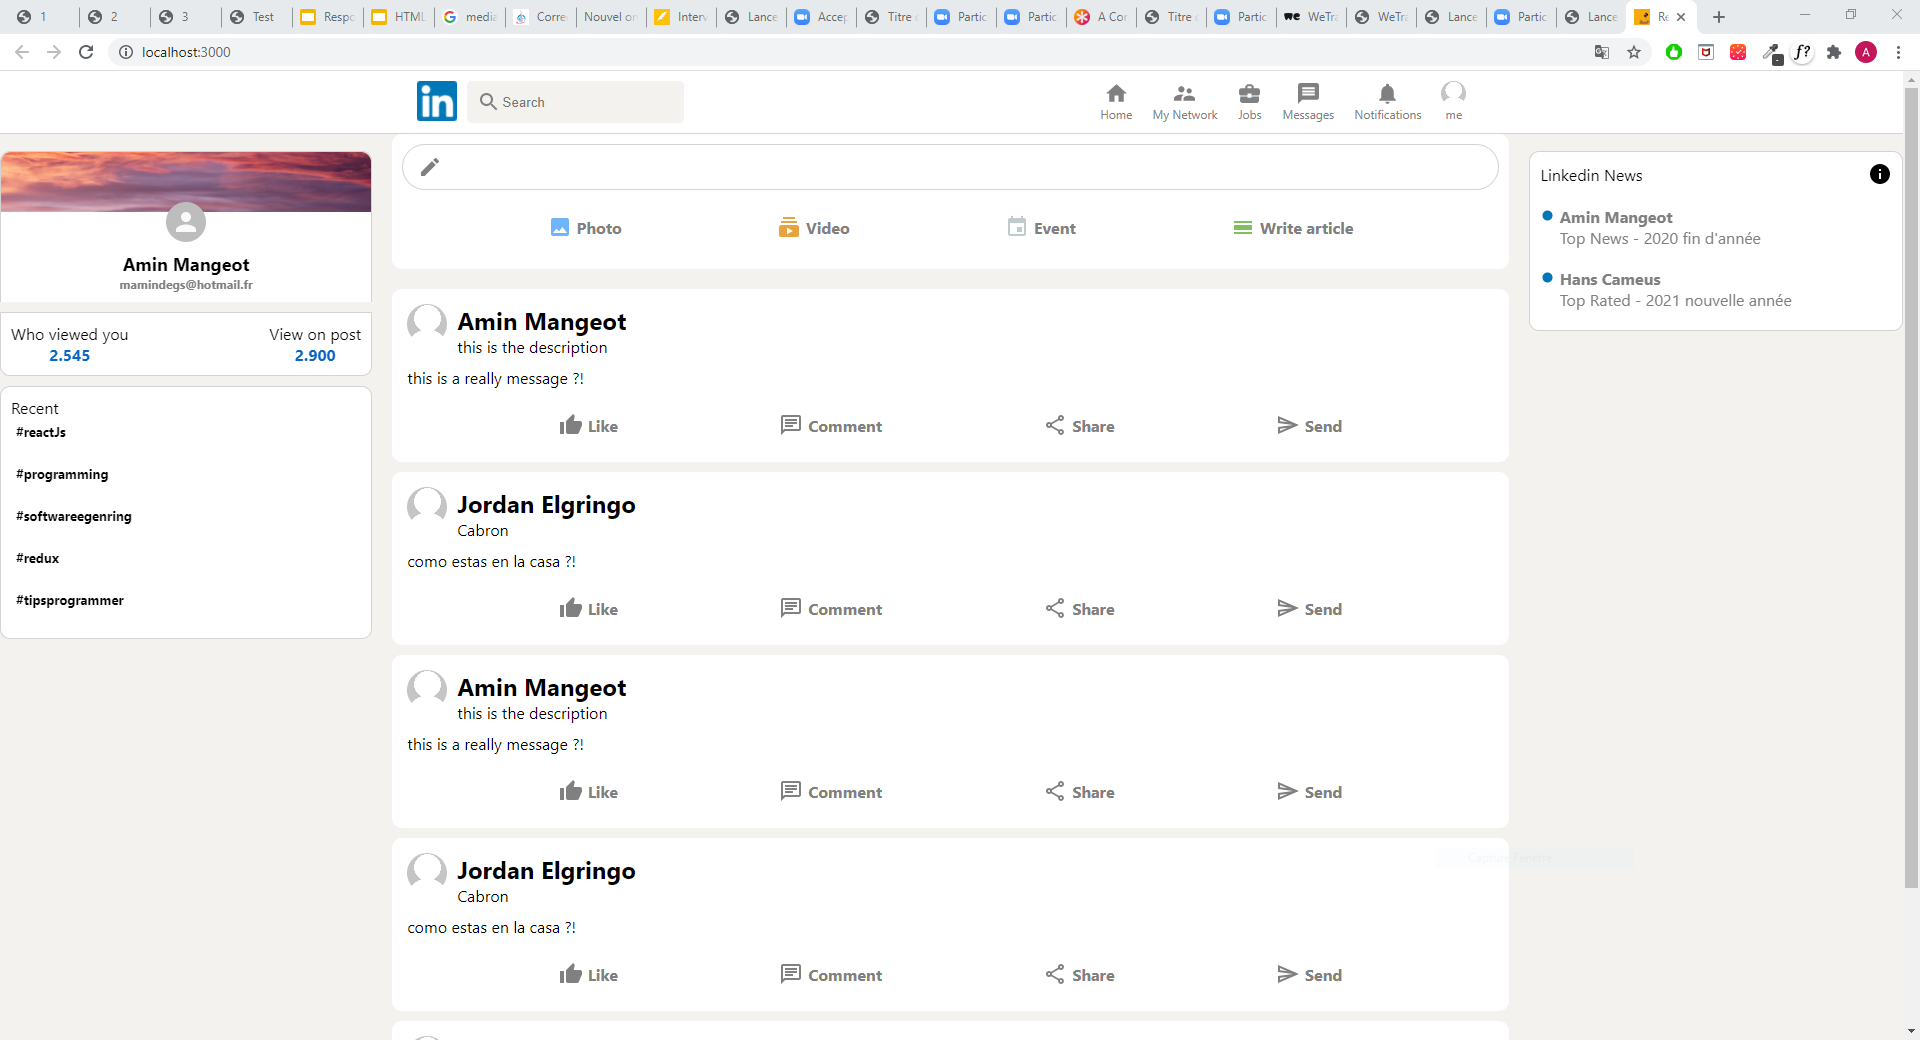 1
2
3
Test
Respo
HTML
media
Corre
Nouvel on
Interv
Lance
Accep
Titre
Partic
Partic
A Cor
Titre
Partic
WeTra
WeTra
Lance
Partic
Lance
Re
localhost:3000
in
Search
Home
My Network
Jobs
Messages
Notifications
me
Amin Mangeot
mamindegs@hotmail.fr
Who viewed you
View on post
2.545
2.900
Recent
#reactJs
#programming
#softwareegenring
#redux
#tipsprogrammer
Photo
Video
Event
Write article
Amin Mangeot
this is the description
this is a really message ?!
Like
Comment
Share
Send
Jordan Elgringo
Cabron
como estas en la casa ?!
Like
Comment
Share
Send
Amin Mangeot
this is the description
this is a really message ?!
Like
Comment
Share
Send
Jordan Elgringo
Cabron
como estas en la casa ?!
Like
Comment
Share
Send
Linkedin News
Amin Mangeot
Top News - 2020 fin d'année
Hans Cameus
Top Rated - 2021 nouvelle année